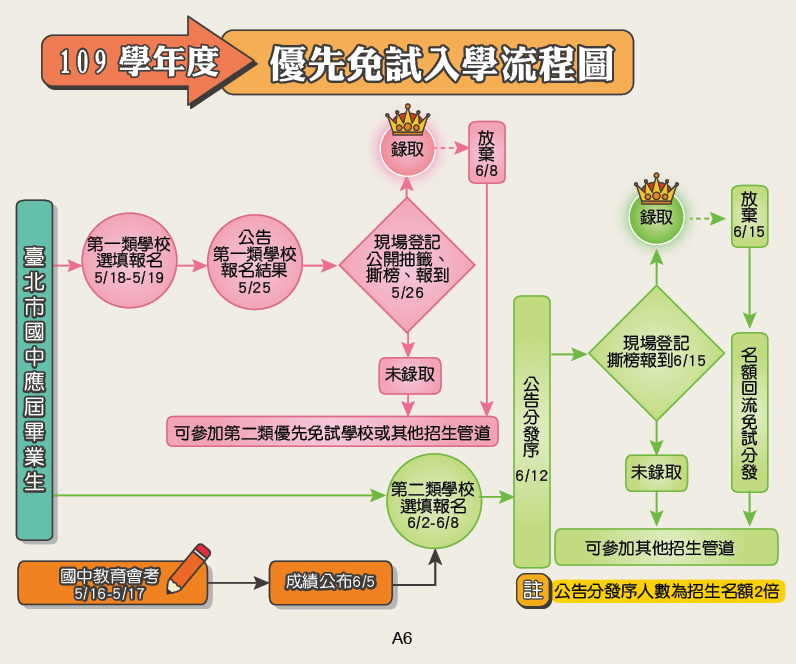 109 學年度
優先免試入學流程圖
臺北市國中應屆畢業生
第一類學校
選填報名
5/18-5/19
公告
第一類學校
報名結果
5/25
現場登記
公開抽籤、
撕榜、報到
5/26
錄取
放棄
6/8
未錄取
可參加第二類優先免試學校或其他招生管道
第二類學校
選填報名
6/2-6/8
公告分發序
6/12
現場登記
撕榜報到6/15
錄取
放棄
6/15
名額回流免試分發
未錄取
可參加其他招生管道
國中教育會考
5/16-5/17
成績公布6/5
註
公告分發序人數為招生名額2倍
A6